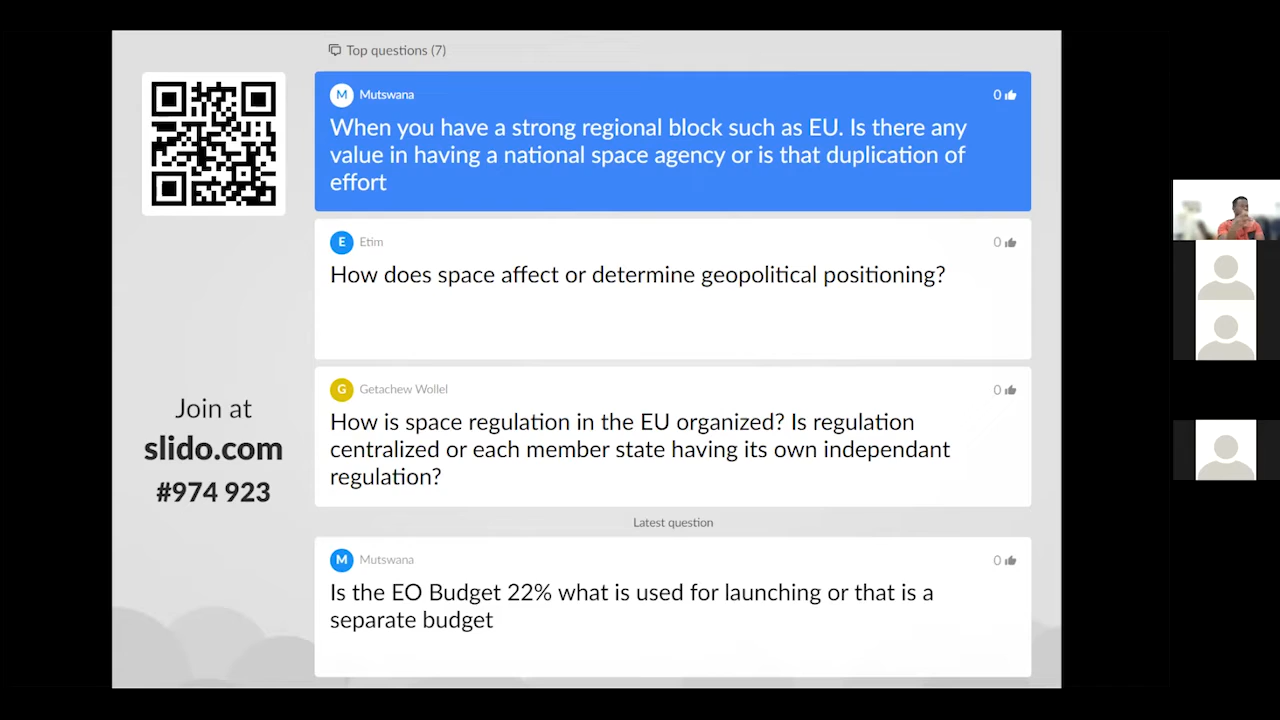 Top questions (7)
M Mutswana
0
When you have a strong regional block such as EU. Is there any
value in having a national space agency or is that duplication of
effort
E Etim
0
How does space affect or determine geopolitical positioning?
G Getachew Wollel
0
How is space regulation in the EU organized? Is regulation
centralized or each member state having its own independant
regulation?
Join at
slido.com
#974 923
Latest question
M Mutswana
0
Is the EO Budget 22% what is used for launching or that is a
separate budget